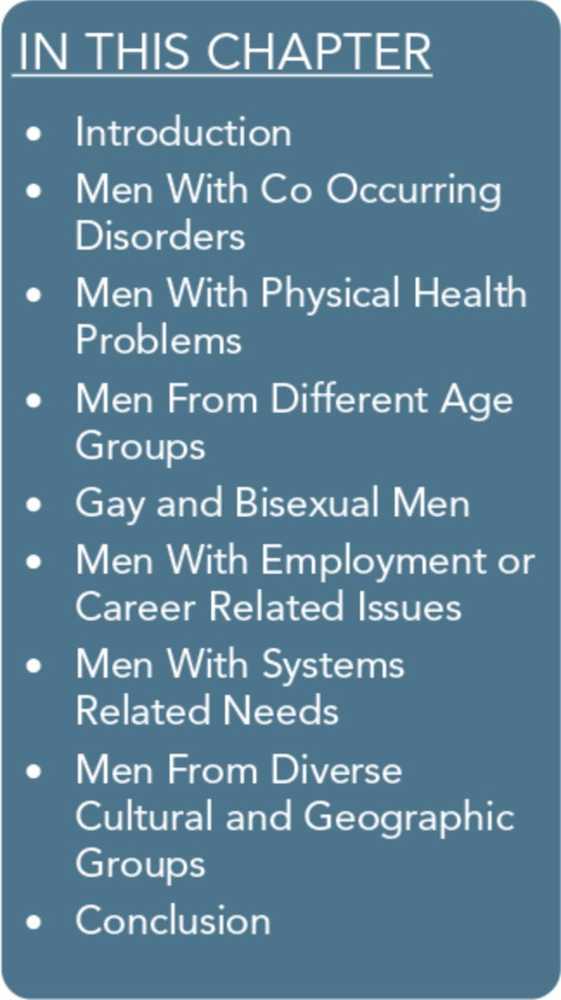 IN THIS CHAPTER
• Introduction
• Men With Co Occurring
Disorders
• Men With Physical Health
Problems
• Men From Different Age
Groups
• Gay and Bisexual Men
• Men With Employment or
Career Related Issues
• Men With Systems
Related Needs
• Men From Diverse
Cultural and Geographic
Groups
• Conclusion